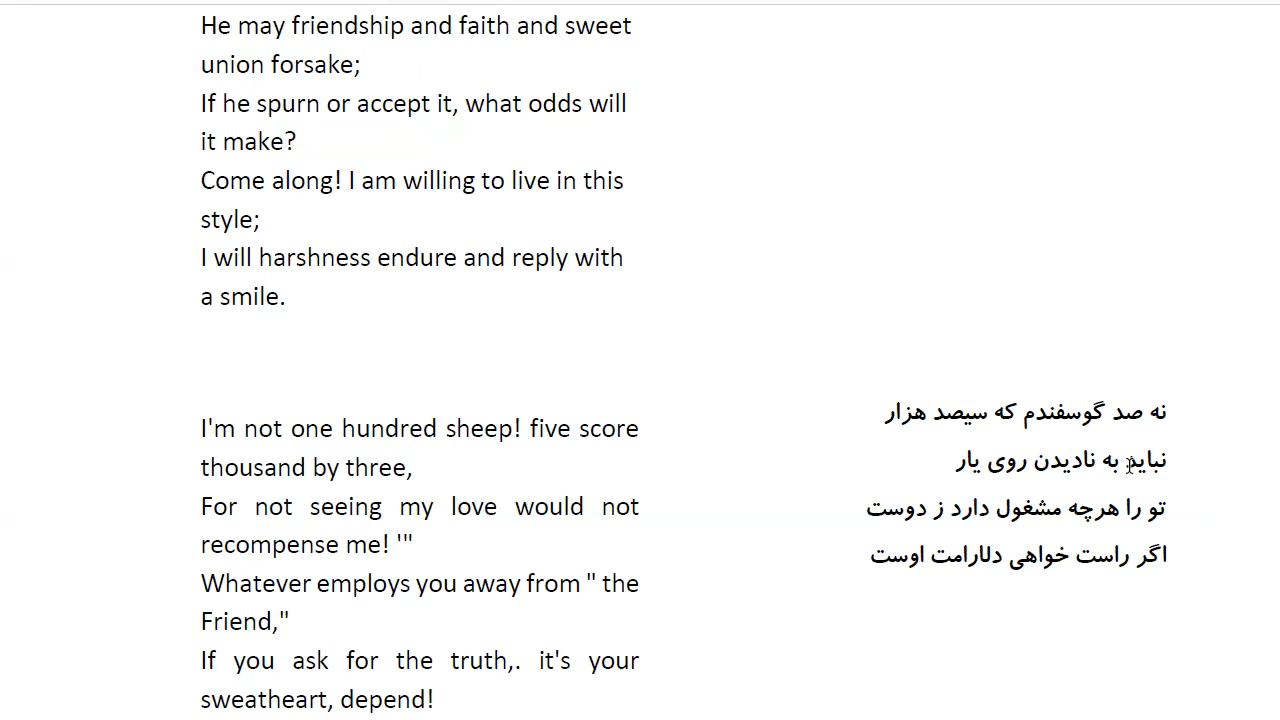 He may friendship and faith and sweet
union forsake;
If he spurn or accept it, what odds will
it make?
Come along! I am willing to live in this
style;
I will harshness endure and reply with
a smile.
I'm not one hundred sheep! five score
thousand by three,
For not seeing my love would not
recompense me! '"
Whatever employs you away from " the
Friend,"
If you ask for the truth,. it's your
sweatheart, depend!
نه صد گوسفندم که سیصد هزار
نباید به نادیدن روی یار
تو را هرچه مشغول دارد ز دوست
اگر راست خواهی دلارامت اوست